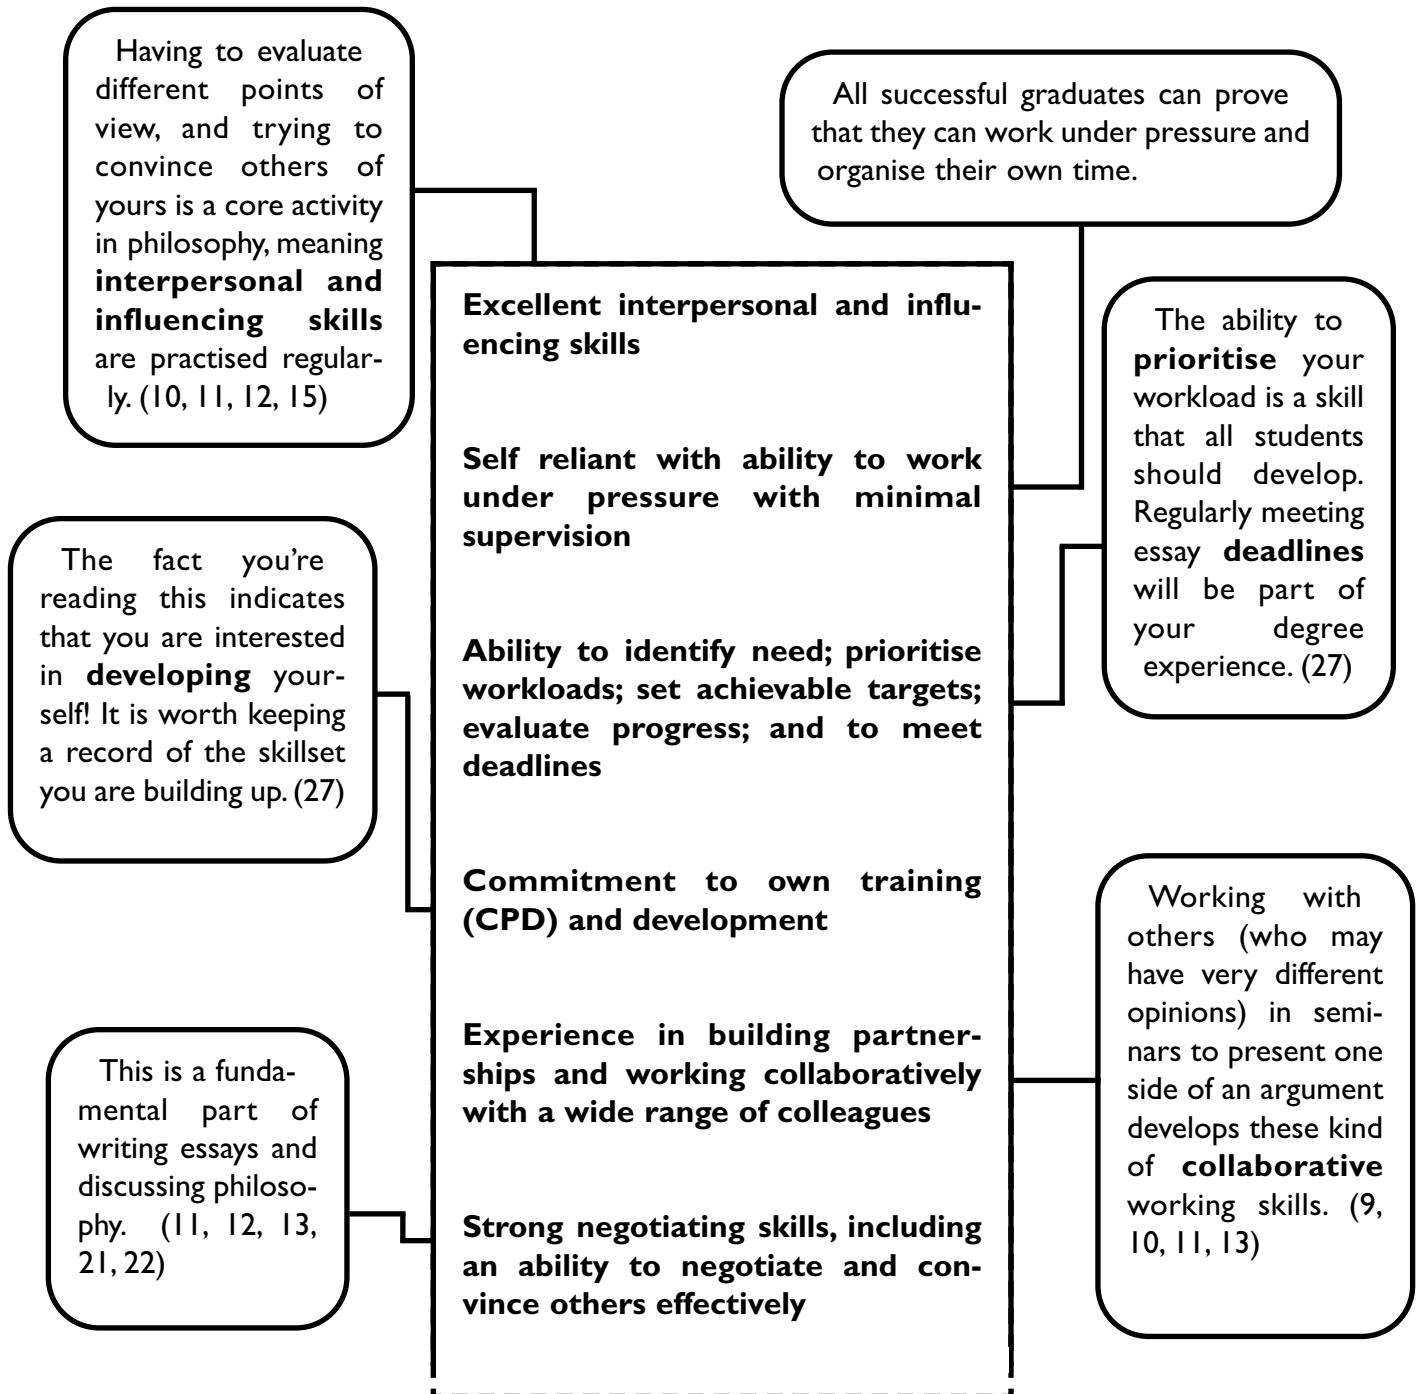 Having to evaluate
different points of
view, and trying to
convince others of
yours is a core activity
in philosophy, meaning
interpersonal and
influencing skills
are practised regular-
ly. (10, 11, 12, 15)
All successful graduates can prove
that they can work under pressure and
organise their own time.
Excellent interpersonal and influ-
encing skills
Self reliant with ability to work
under pressure with minimal
supervision
Ability to identify need; prioritise
workloads; set achievable targets;
evaluate progress; and to meet
deadlines
Commitment to own training
(CPD) and development
Experience in building partner-
ships and working collaboratively
with a wide range of colleagues
Strong negotiating skills, including
an ability to negotiate and con-
vince others effectively
The ability to
prioritise your
workload is a skill
that all students
should develop.
Regularly meeting
essay deadlines
will be part of
your degree
experience. (27)
The fact you’re
reading this indicates
that you are interested
in developing your-
self! It is worth keeping
a record of the skillset
you are building up. (27)
Working with
others (who may
have very different
opinions) in semi-
nars to present one
side of an argument
develops these kind
of collaborative
working skills. (9,
10, 11, 13)
This is a funda-
mental part of
writing essays and
discussing philoso-
phy. (11, 12, 13,
21, 22)